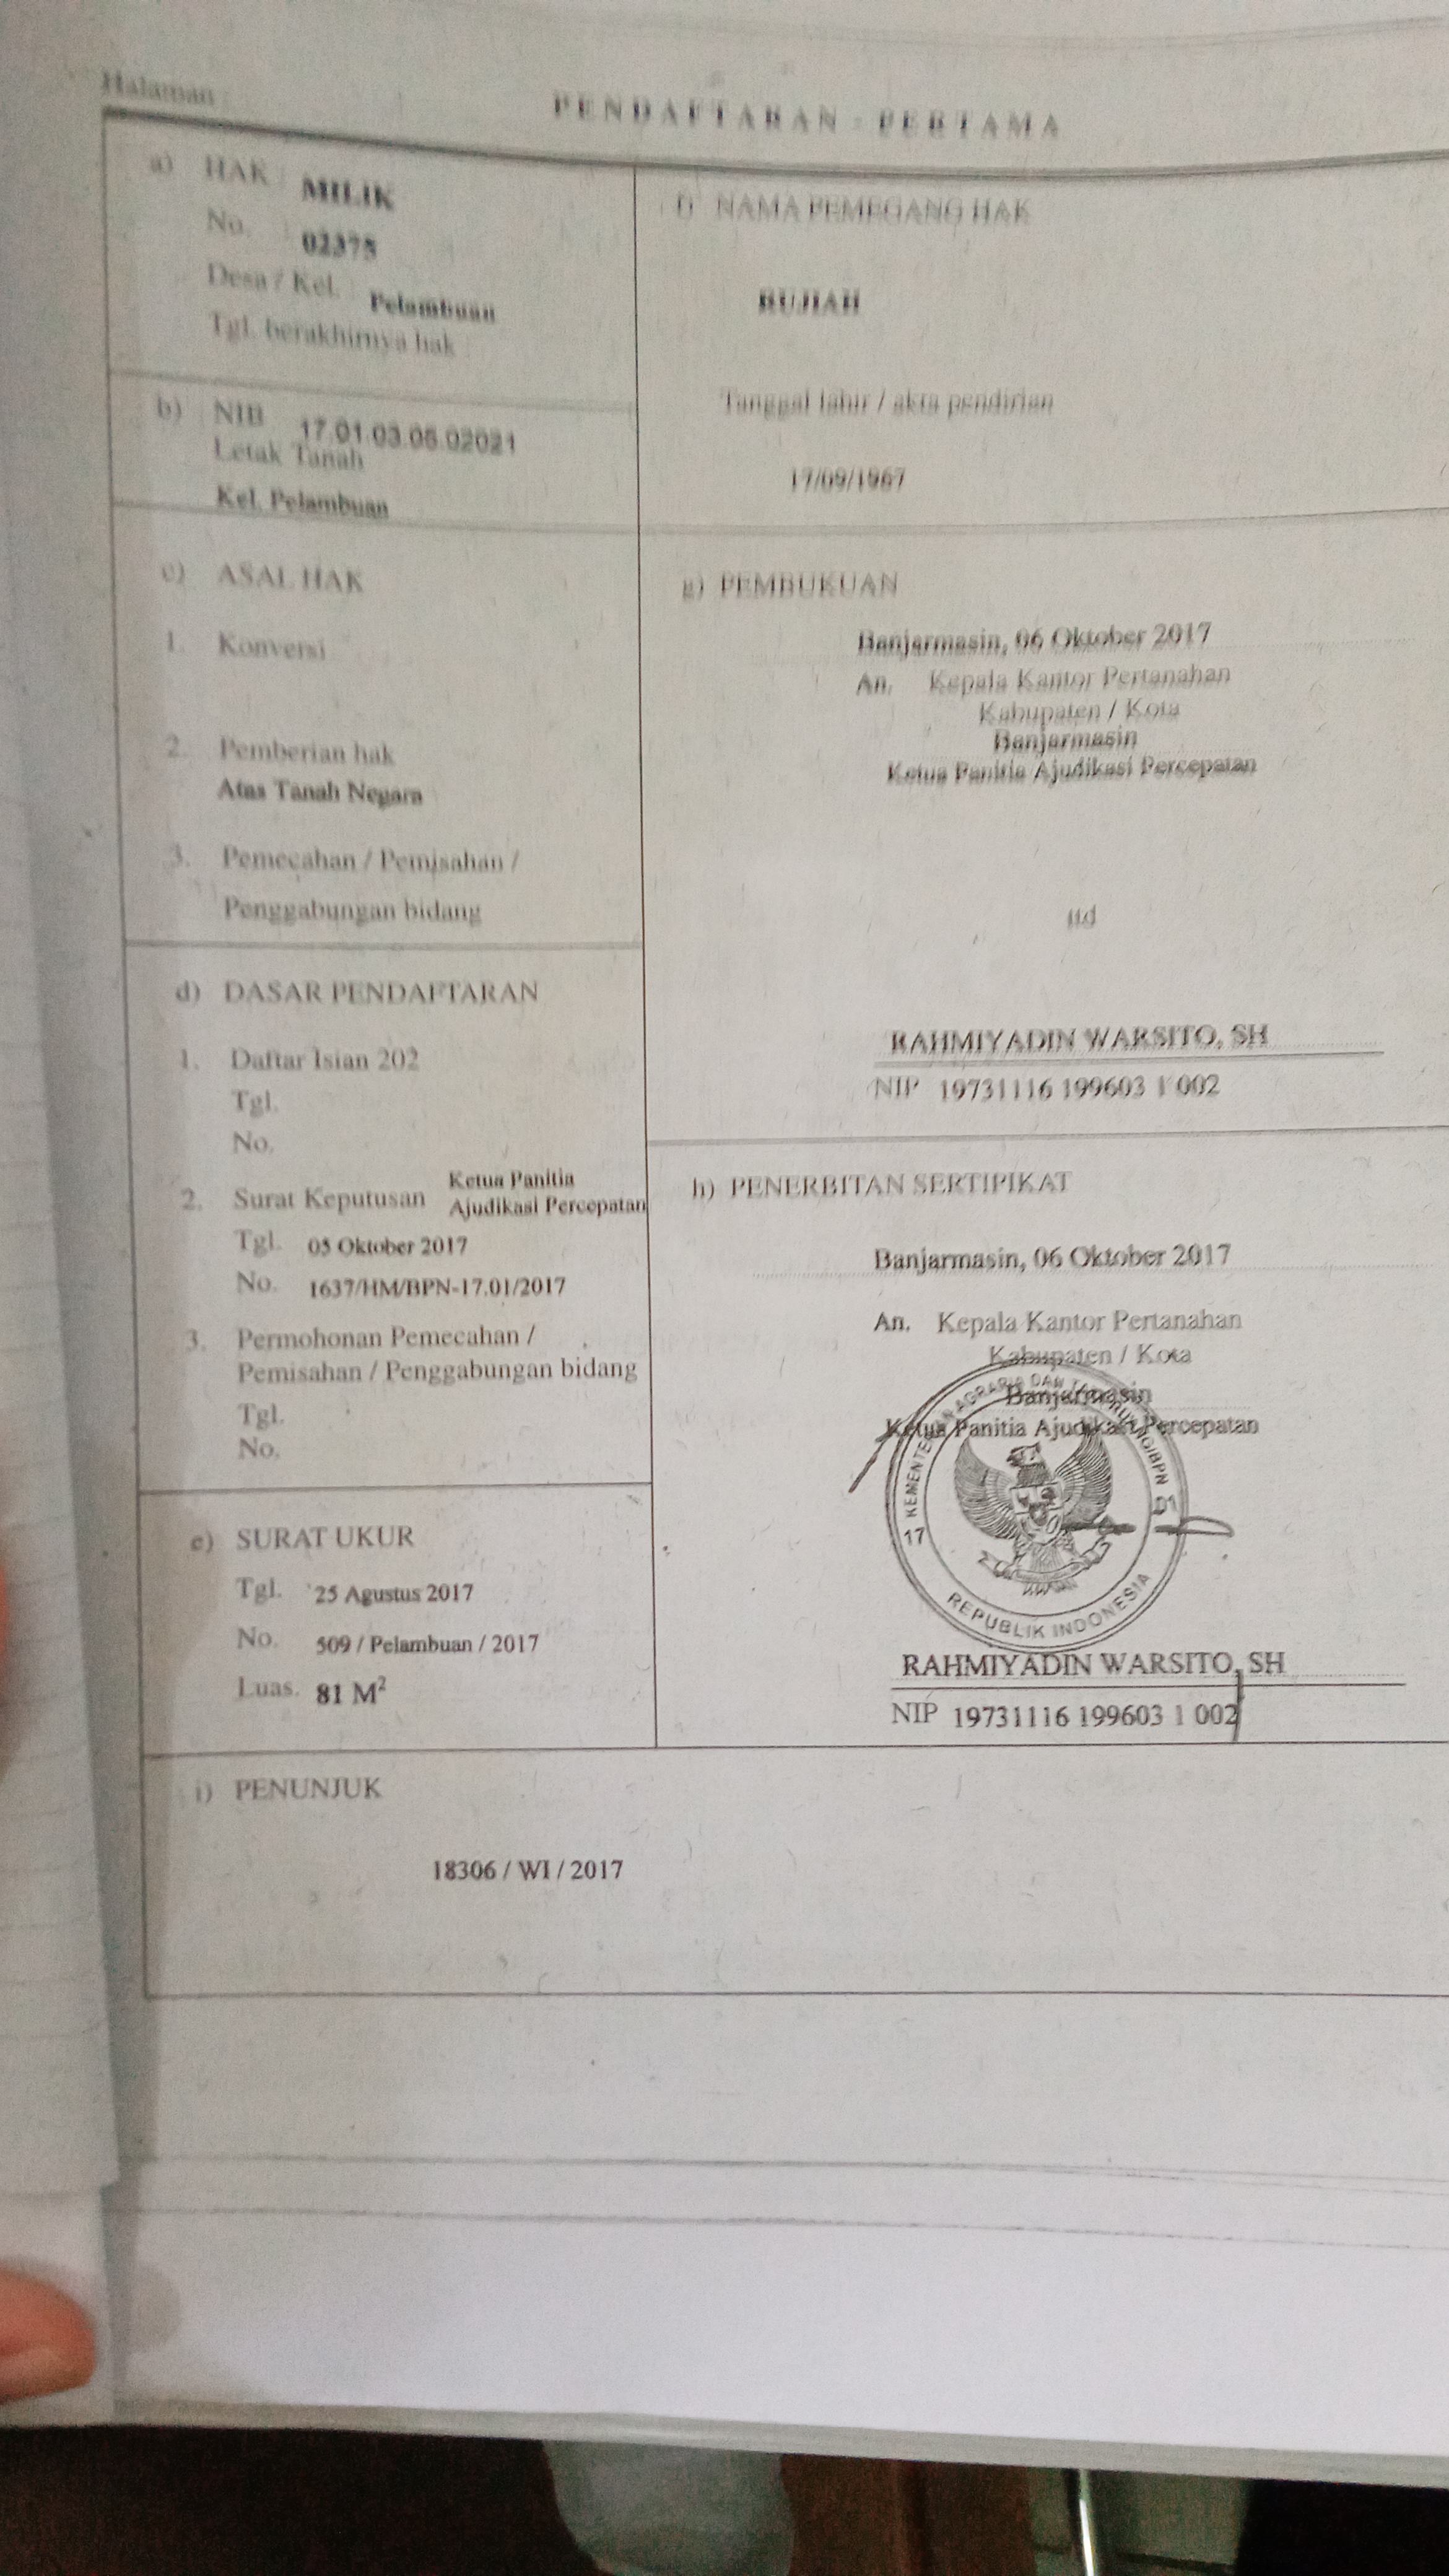 Halaman
PENDAFTARAN - PERTAMA
a) HAK MILIK
No. 02375
Desa / Kel. Pelambuan
Tgl. berakhirnya hak
b) NIB 17.01.03.05.02021
Letak Tanah
Kel. Pelambuan
c) ASAL HAK
1. Konversi
2. Pemberian hak
Atas Tanah Negara
3. Pemecahan / Pemisahan /
Penggabungan bidang
d) DASAR PENDAFTARAN
1. Daftar Isian 202
Tgl.
No.
2. Surat Keputusan Ketua Panitia
Ajudikasi Percepatan
Tgl. 05 Oktober 2017
No. 1637/HM/BPN-17.01/2017
3. Permohonan Pemecahan /
Pemisahan / Penggabungan bidang
Tgl.
No.
e) SURAT UKUR
Tgl. 25 Agustus 2017
No. 509 / Pelambuan / 2017
Luas. 81 M²
f) NAMA PEMEGANG HAK
Tanggal lahir / akta pendirian
17/09/1967
g) PEMBUKUAN
Banjarmasin, 06 Oktober 2017
An. Kepala Kantor Pertanahan
Kabupaten / Kota
Banjarmasin
Ketua Panitia Ajudikasi Percepatan
ttd
RAHMIYADIN WARSITO, SH
NIP 19731116 199603 1 002
h) PENERBITAN SERTIPIKAT
Banjarmasin, 06 Oktober 2017
An. Kepala Kantor Pertanahan
Kabupaten / Kota
Banjarmasin
Ketua Panitia Ajudikasi Percepatan
17
01
REPUBLIK INDONESIA
RAHMIYADIN WARSITO, SH
NIP 19731116 199603 1 002
i) PENUNJUK
18306 / WI / 2017